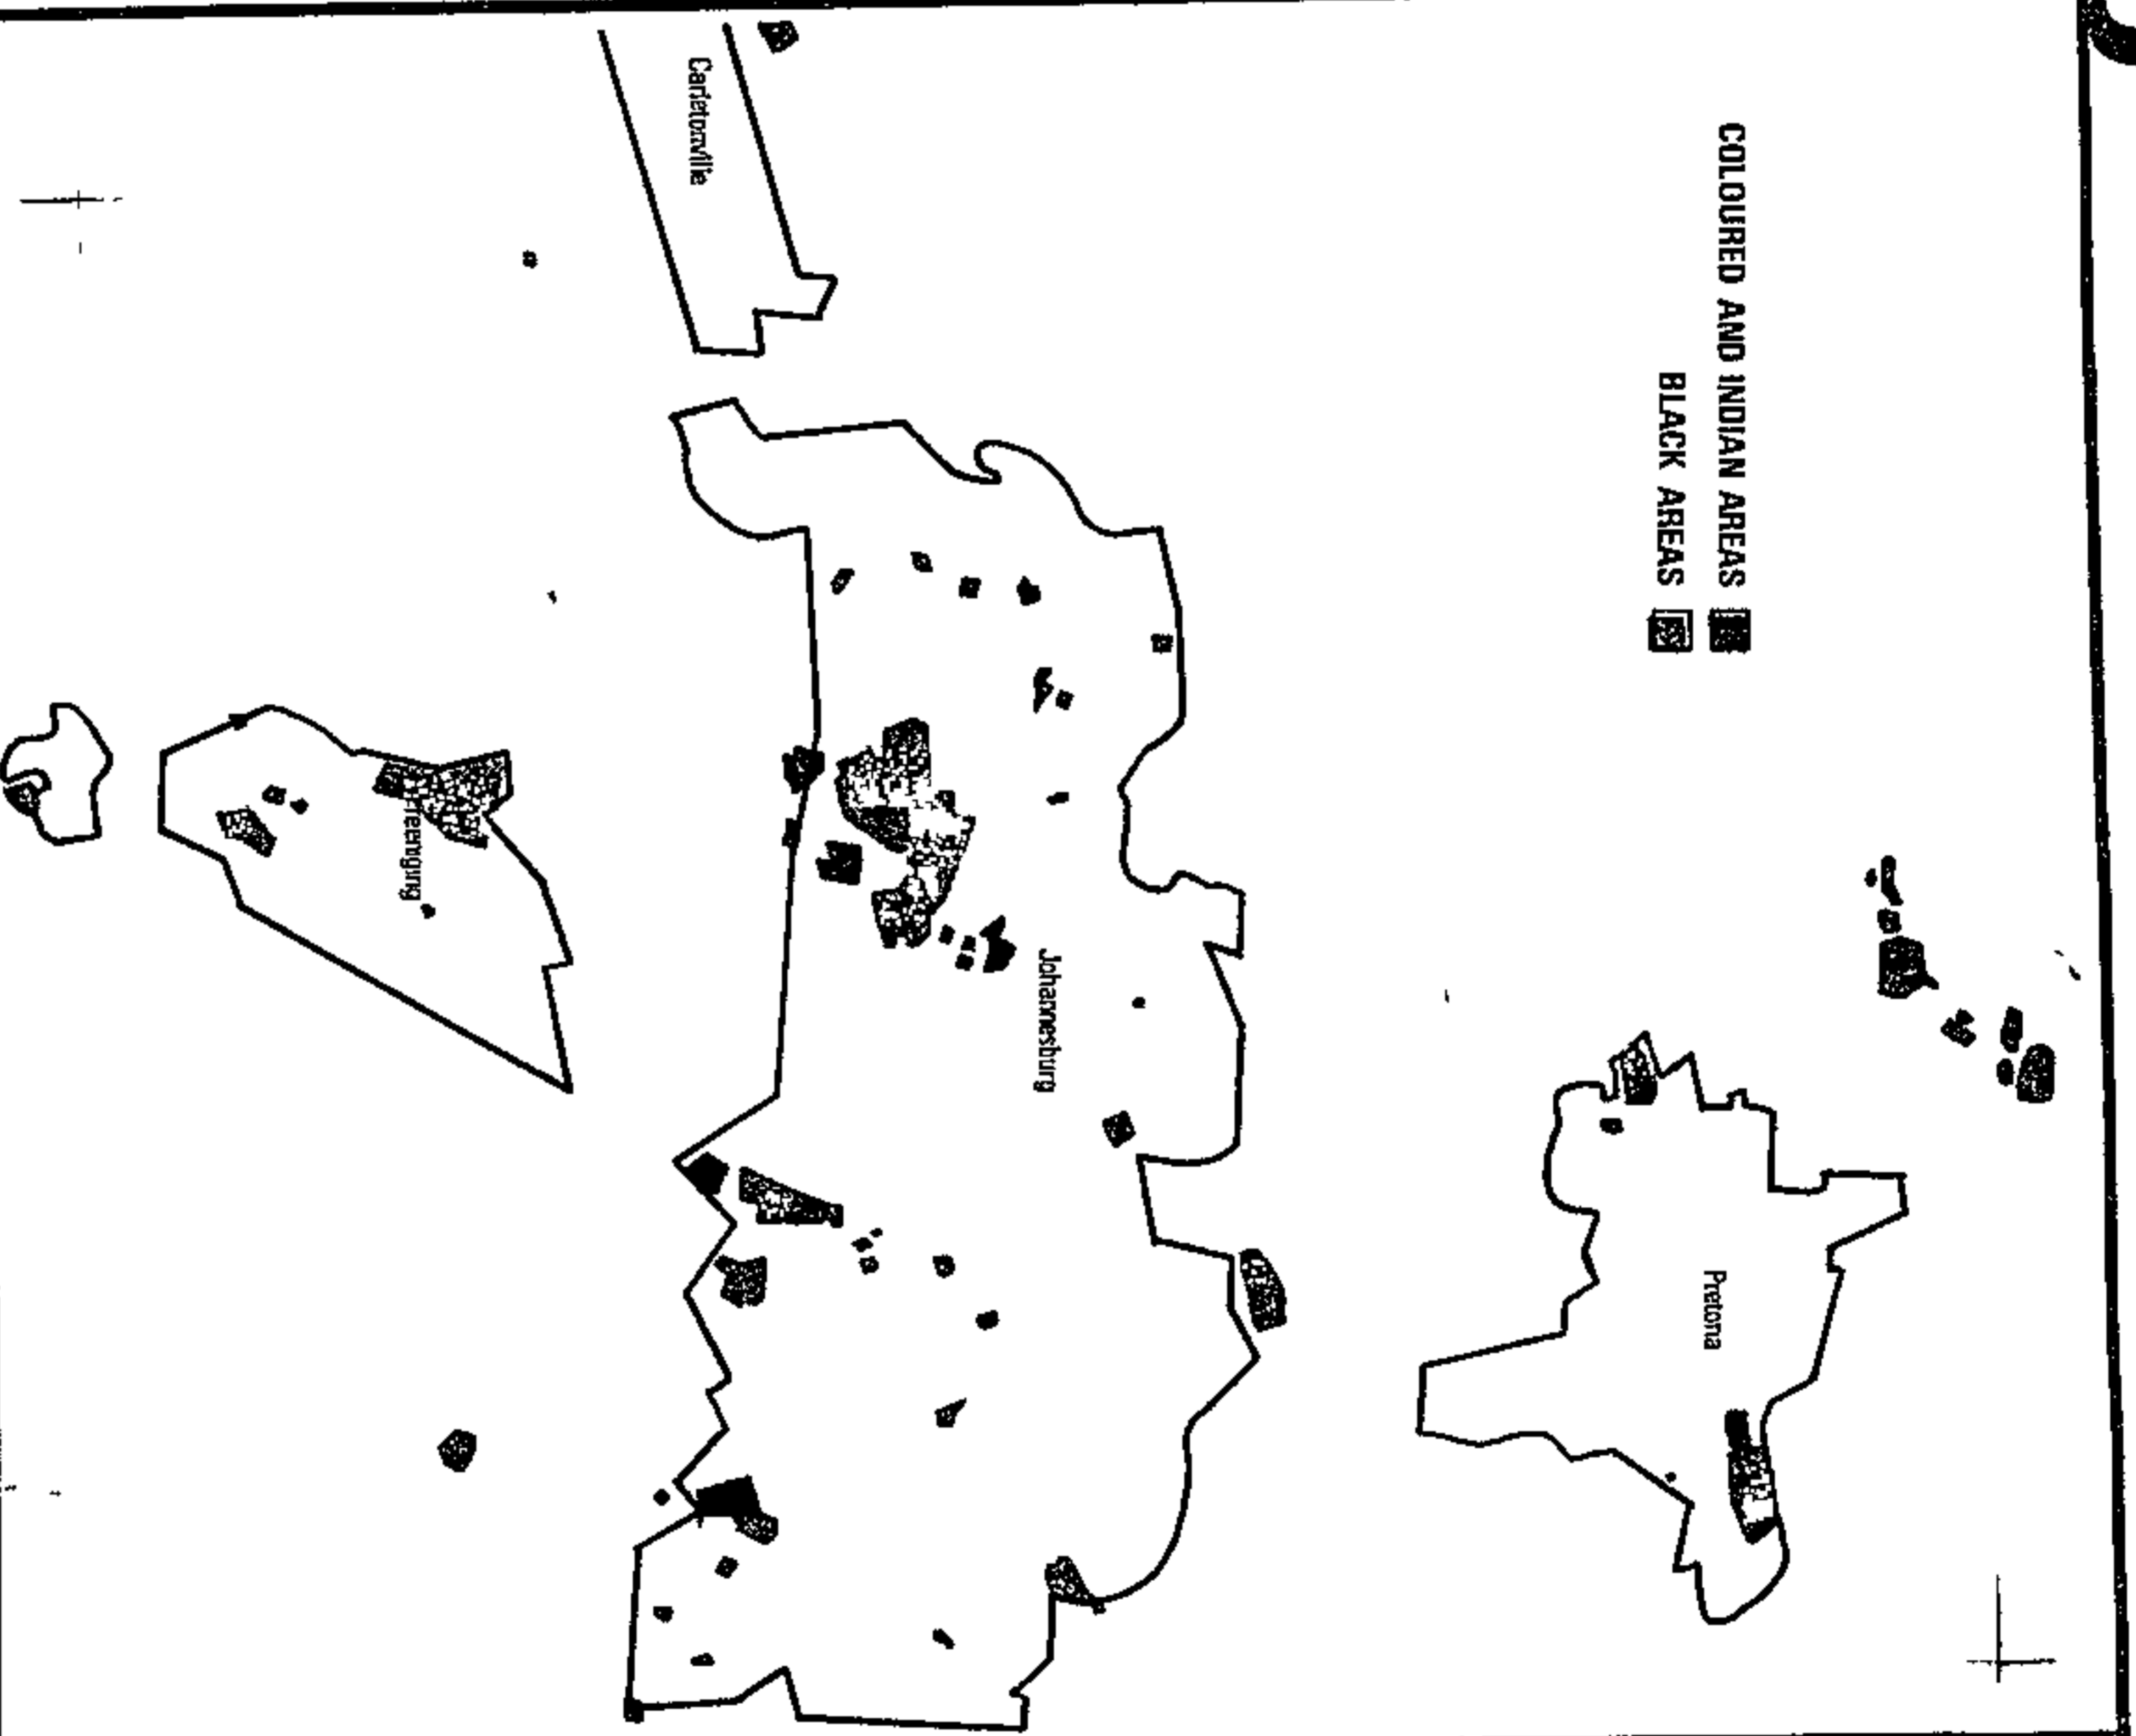 COLOURED AND INDIAN AREAS
BLACK AREAS
Pretoria
Johannesburg
Carletonville